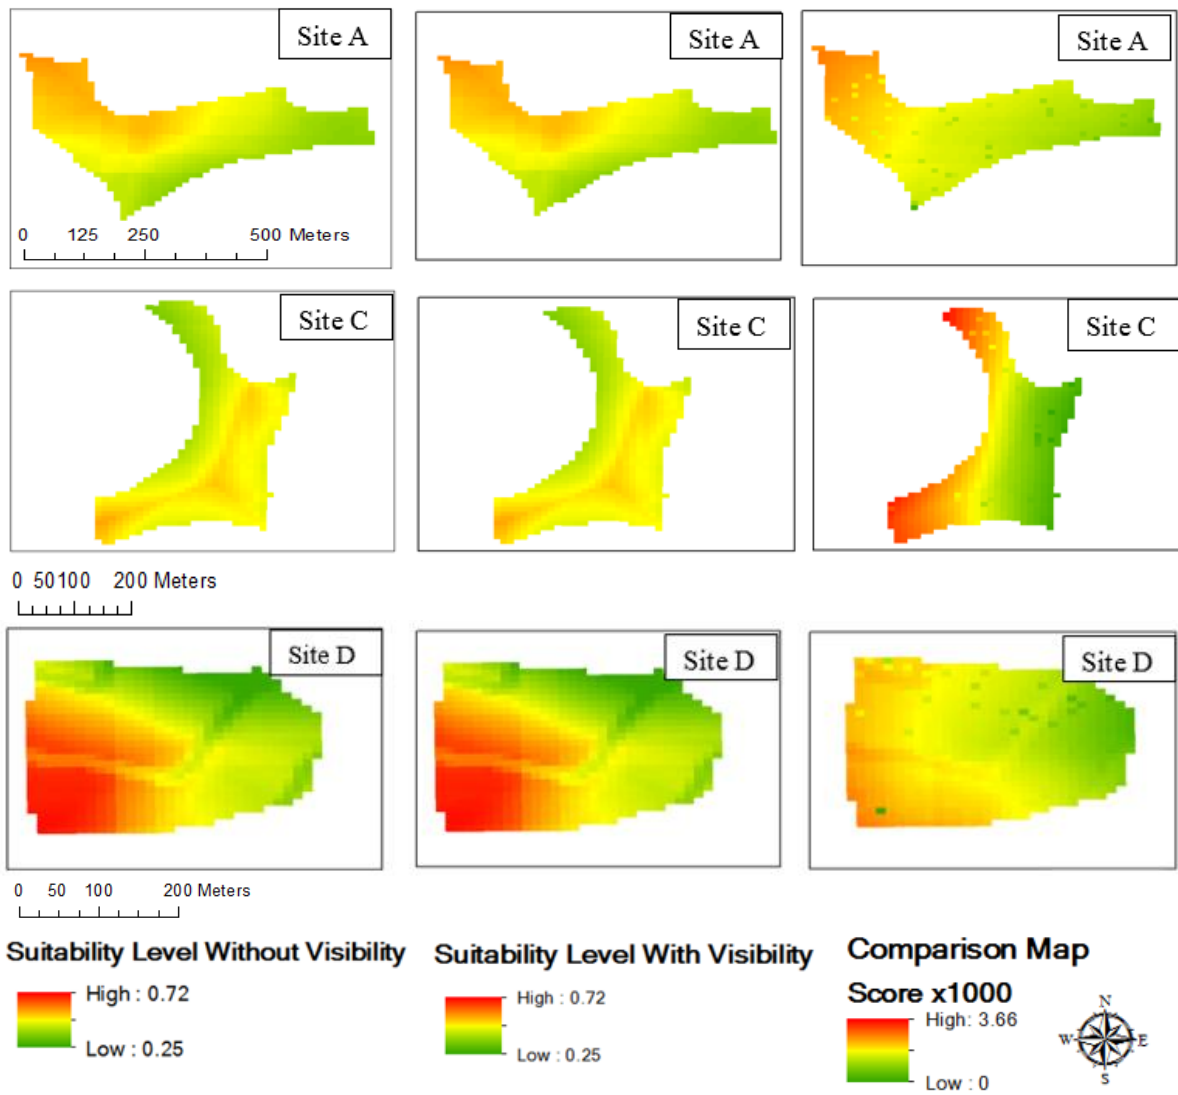 Site A
Site A
Site A
0 125 250 500 Meters
Site C
Site C
Site C
0 50 100 200 Meters
Site D
Site D
Site D
0 50 100 200 Meters
Suitability Level Without Visibility
High : 0.72
Low : 0.25
Suitability Level With Visibility
High : 0.72
Low : 0.25
Comparison Map
Score x1000
High: 3.66
Low : 0
N
W E
S